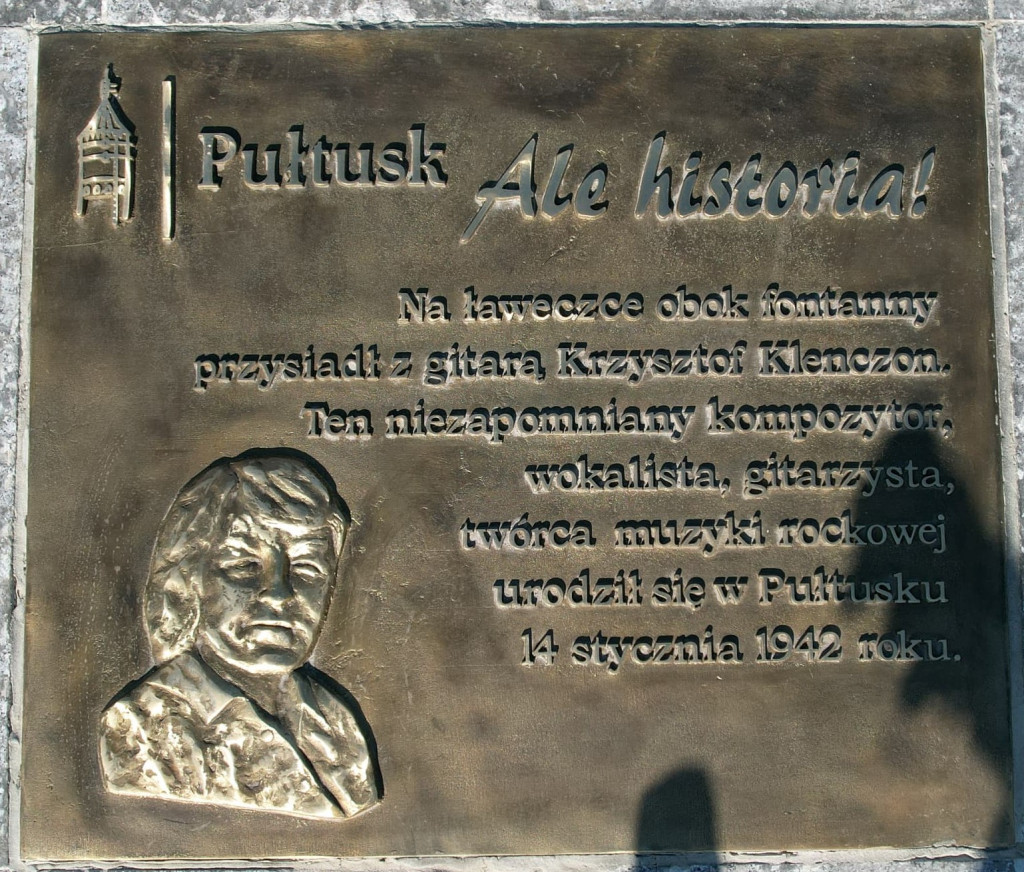 Pułtusk Ale historia!
Na ławeczce obok fontanny
przysiadł z gitarą Krzysztof Klenczon.
Ten niezapomniany kompozytor,
wokalista, gitarzysta,
twórca muzyki rockowej
urodził się w Pułtusku
14 stycznia 1942 roku.